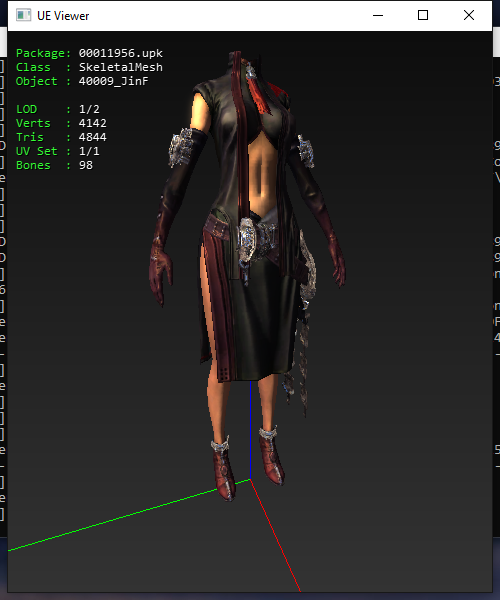 UE Viewer
Package: 00011956.upk
Class : SkeletalMesh
Object : 40009_JinF
LOD : 1/2
Verts : 4142
Tris : 4844
UV Set : 1/1
Bones : 98